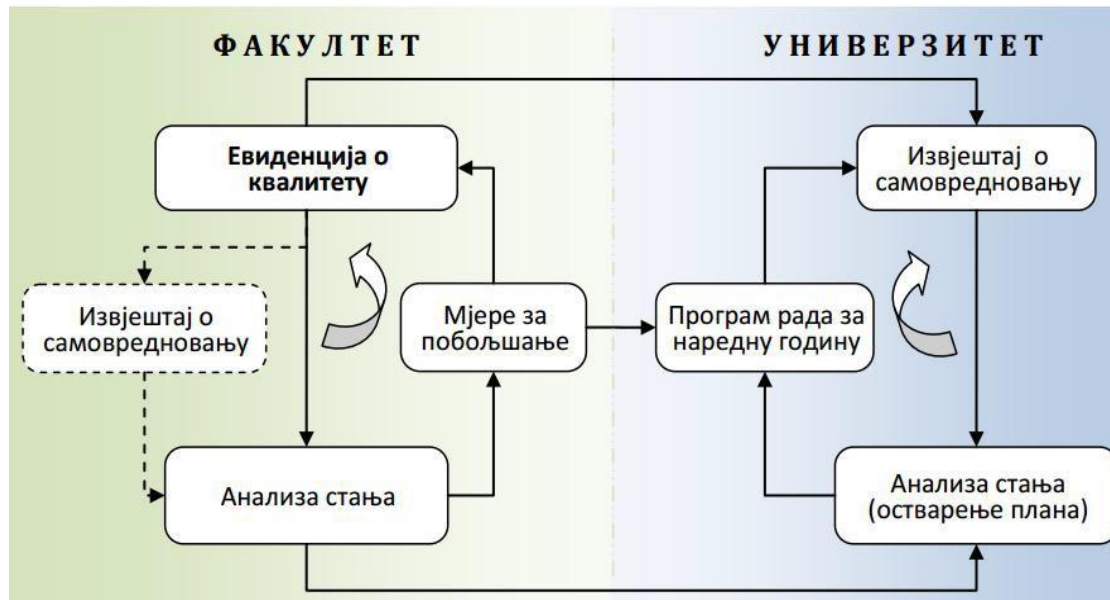 ФАКУЛТЕТ
УНИВЕРЗИТЕТ
Евиденција о
квалитету
Извјештај о
самовредновању
Извјештај о
самовредновању
Мјере за
побољшање
Програм рада за
наредну годину
Анализа стања
Анализа стања
(остварење плана)